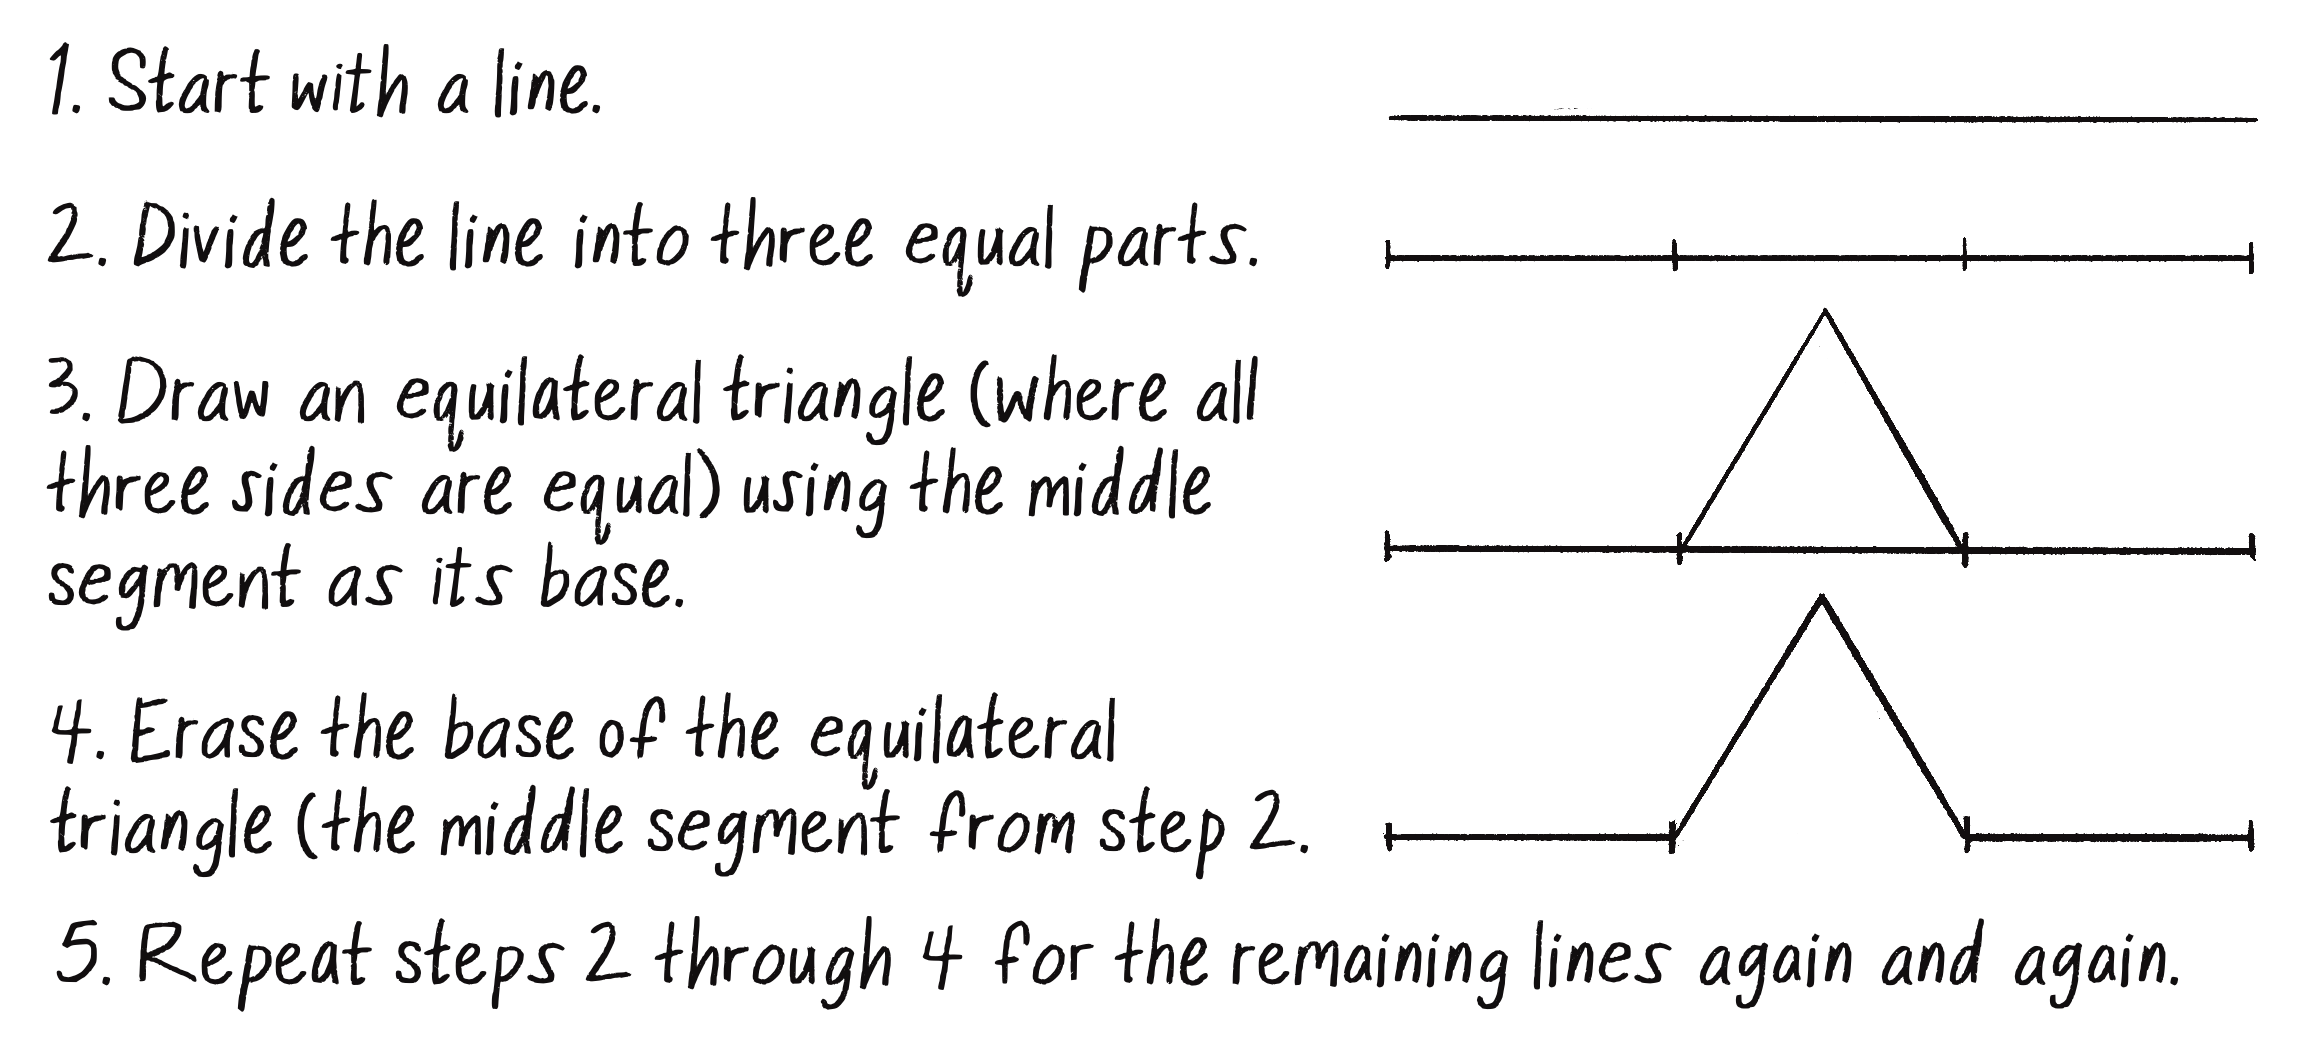 1. Start with a line.
2. Divide the line into three equal parts.
3. Draw an equilateral triangle (where all
three sides are equal) using the middle
segment as its base.
4. Erase the base of the equilateral
triangle (the middle segment from step 2.
5. Repeat steps 2 through 4 for the remaining lines again and again.